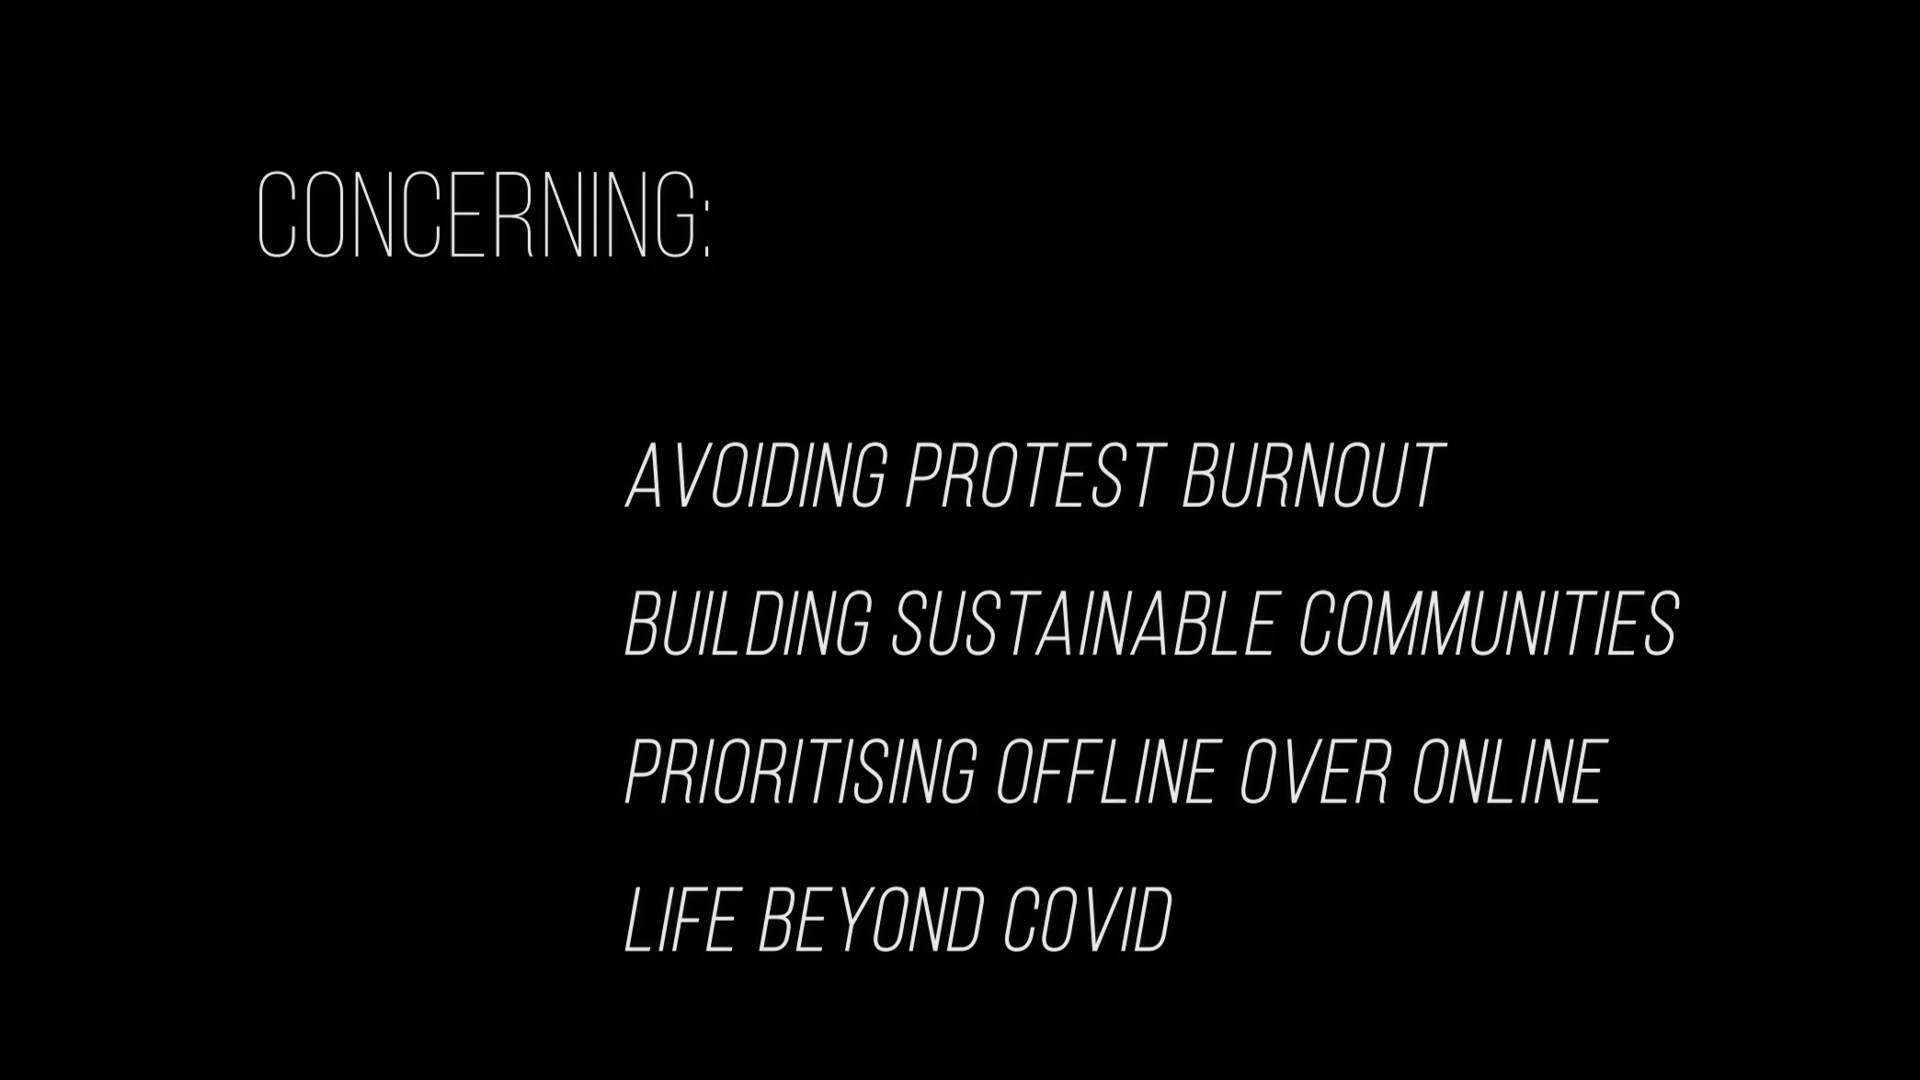 CONCERNING:
AVOIDING PROTEST BURNOUT
BUILDING SUSTAINABLE COMMUNITIES
PRIORITISING OFFLINE OVER ONLINE
LIFE BEYOND COVID